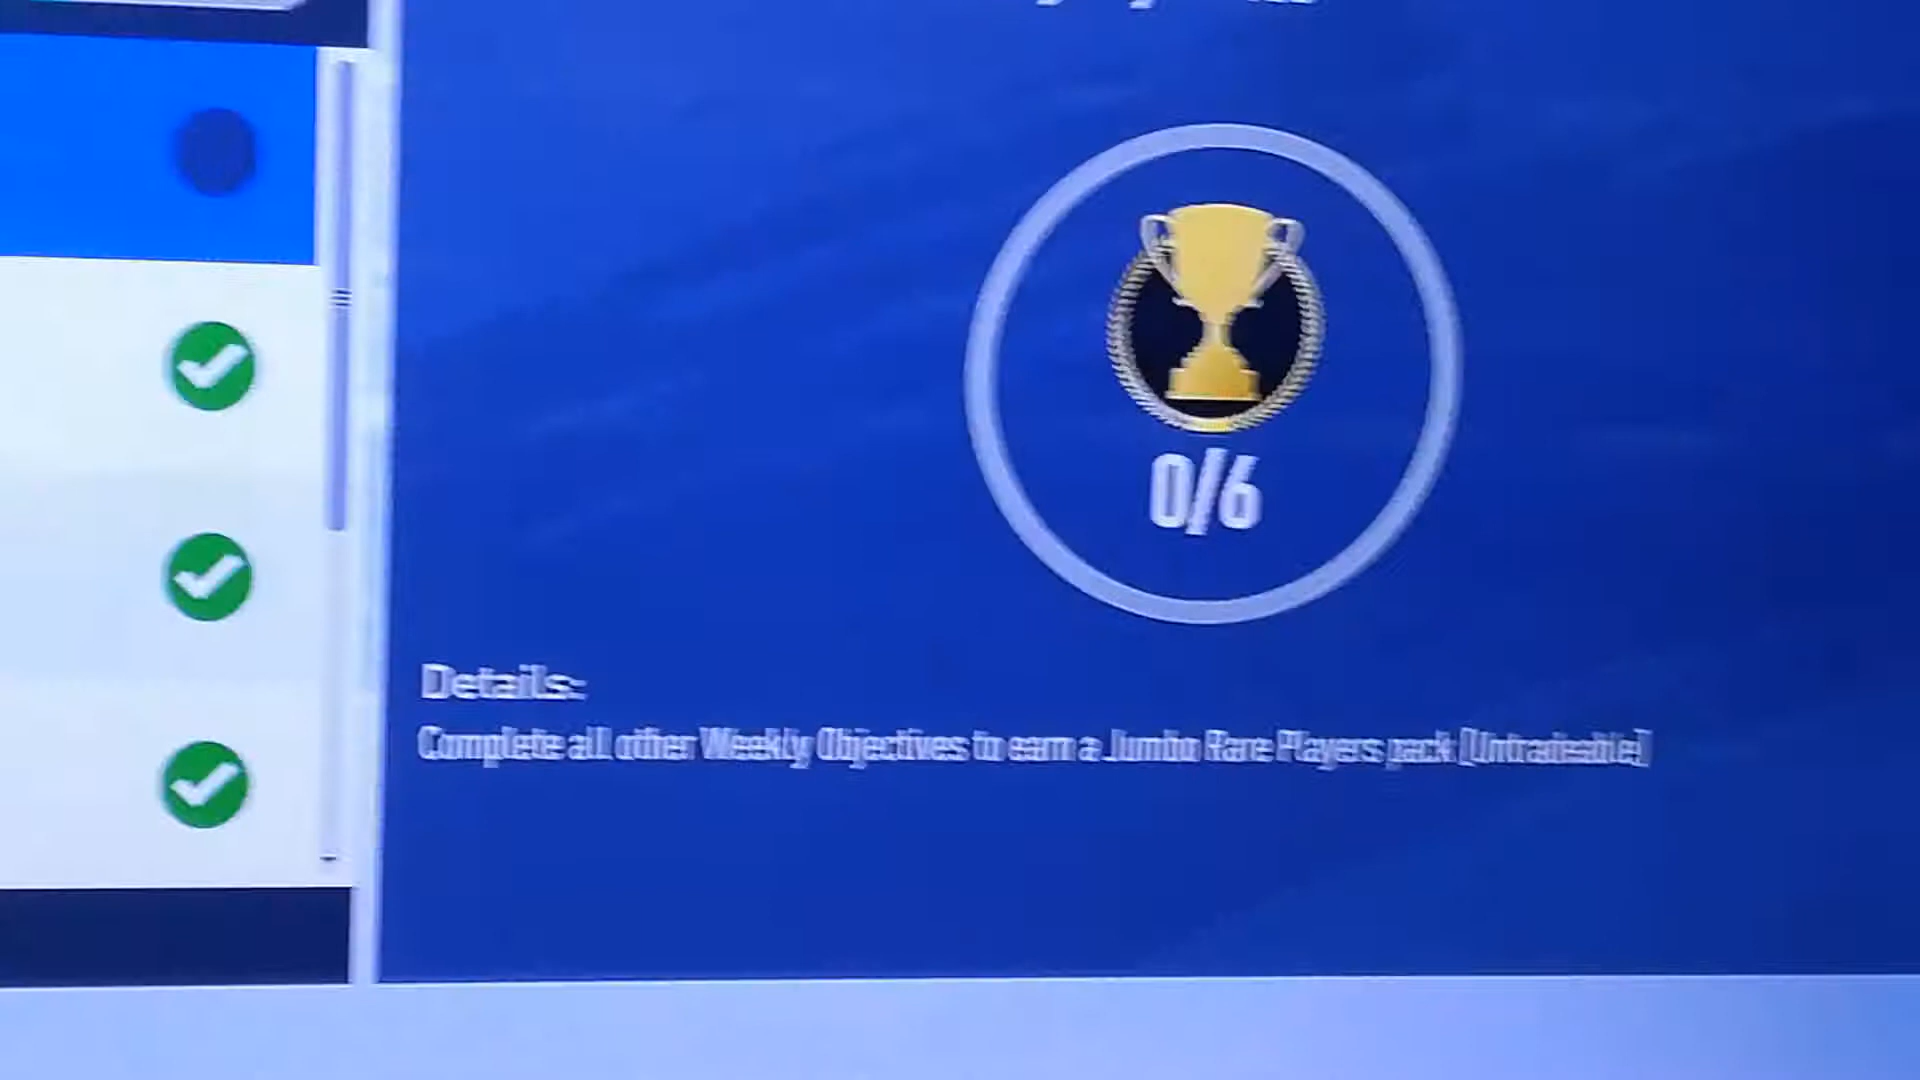 0/6
Details:
Complete all other Weekly Objectives to earn a Jumbo Rare Players pack [Untradeable]